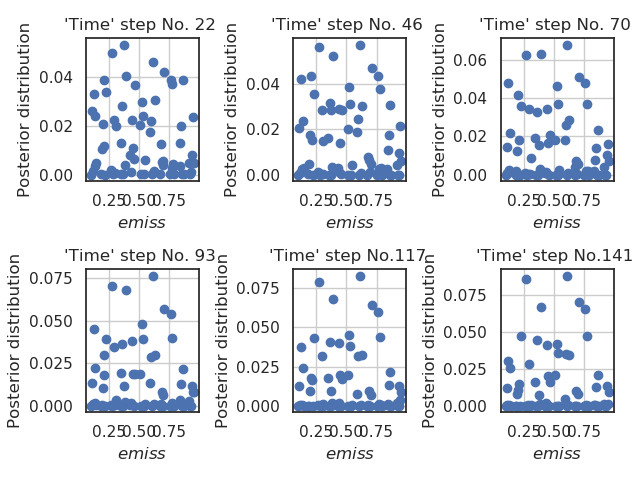 'Time' step No. 22
Posterior distribution
0.04
0.02
0.00
0.25 0.50 0.75
emiss
'Time' step No. 46
Posterior distribution
0.04
0.02
0.00
0.25 0.50 0.75
emiss
'Time' step No. 70
Posterior distribution
0.06
0.04
0.02
0.00
0.25 0.50 0.75
emiss
'Time' step No. 93
Posterior distribution
0.075
0.050
0.025
0.000
0.25 0.50 0.75
emiss
'Time' step No.117
Posterior distribution
0.075
0.050
0.025
0.000
0.25 0.50 0.75
emiss
'Time' step No.141
Posterior distribution
0.075
0.050
0.025
0.000
0.25 0.50 0.75
emiss